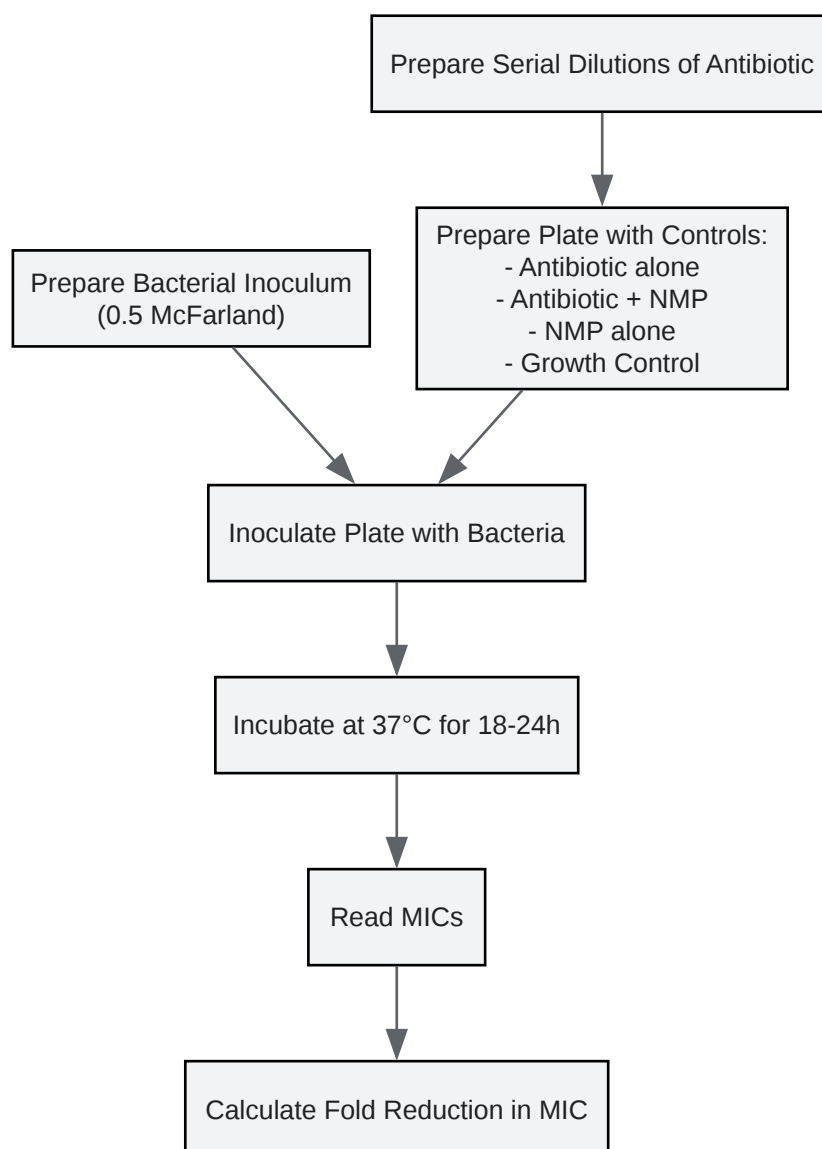 Prepare Serial Dilutions of Antibiotic
Prepare Plate with Controls:
- Antibiotic alone
- Antibiotic + NMP
- NMP alone
- Growth Control
Prepare Bacterial Inoculum
(0.5 McFarland)
Inoculate Plate with Bacteria
Incubate at 37°C for 18-24h
Read MICs
Calculate Fold Reduction in MIC